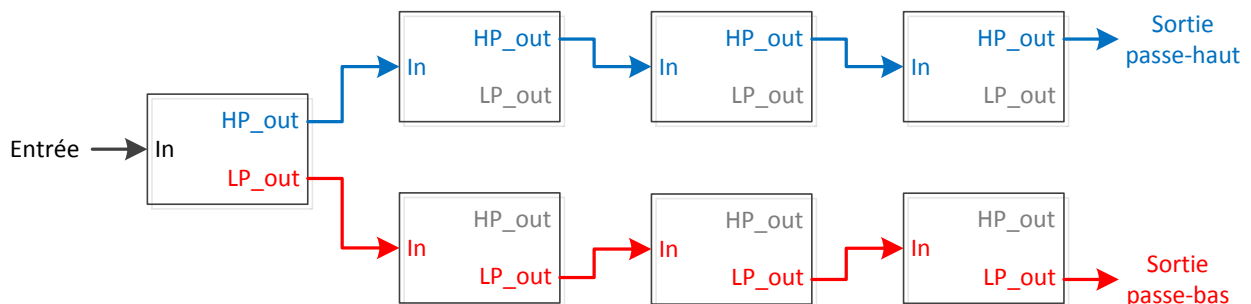 HP_out
HP_out
HP_out
Sortie
passe-haut
In
In
In
LP_out
LP_out
LP_out
HP_out
Entrée
In
LP_out
HP_out
HP_out
HP_out
In
In
In
LP_out
LP_out
LP_out
Sortie
passe-bas